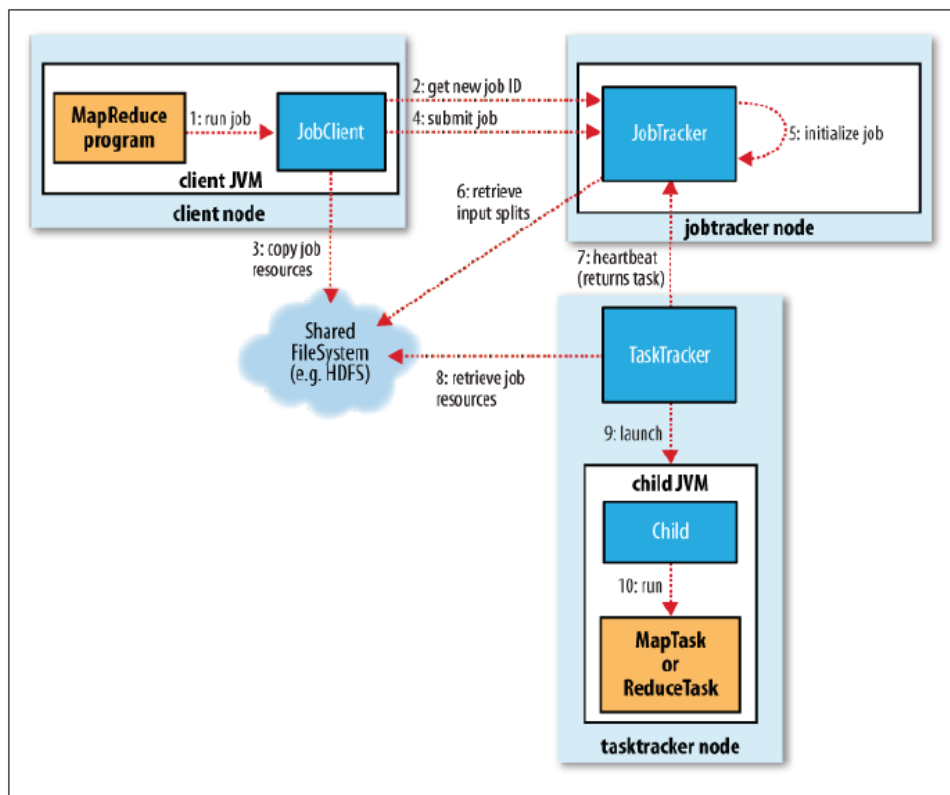 2: get new job ID
MapReduce
program
1: run job
JobClient
4: submit job
JobTracker
5: initialize job
client JVM
client node
6: retrieve
input splits
jobtracker node
3: copy job
resources
7: heartbeat
(returns task)
Shared
FileSystem
(e.g. HDFS)
TaskTracker
8: retrieve job
resources
9: launch
child JVM
Child
10: run
MapTask
or
ReduceTask
tasktracker node